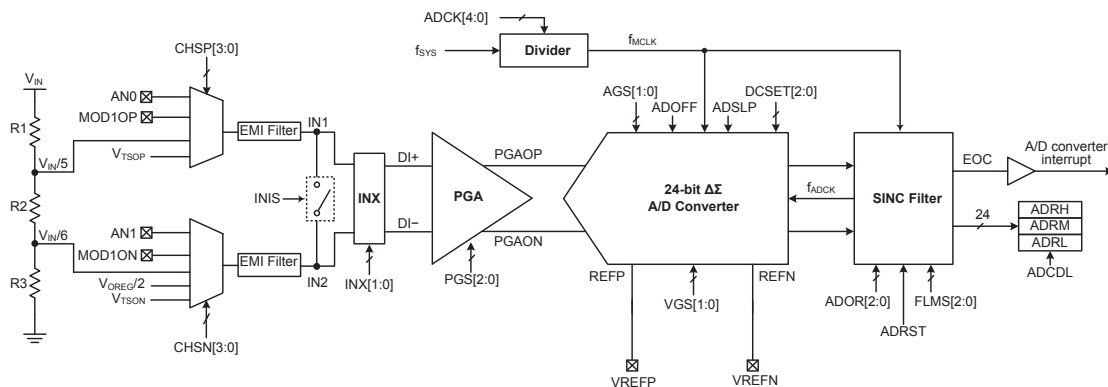 ADCK[4:0]
fSYS
Divider
fMCLK
CHSP[3:0]
VIN
AN0
MOD1OP
R1
VIN/5
VTSOP
EMI Filter
IN1
R2
INIS
INX
DI+
DI−
INX[1:0]
VIN/6
AN1
MOD1ON
VOREG/2
VTSON
R3
EMI Filter
IN2
CHSN[3:0]
PGA
PGS[2:0]
PGAOP
PGAON
AGS[1:0]
ADOFF
ADSLP
DCSET[2:0]
24-bit ΔΣ
A/D Converter
REFP
REFN
VGS[1:0]
VREFP
VREFN
fADCK
SINC Filter
EOC
A/D converter
interrupt
24
ADRH
ADRM
ADRL
ADCDL
ADOR[2:0]
FLMS[2:0]
ADRST